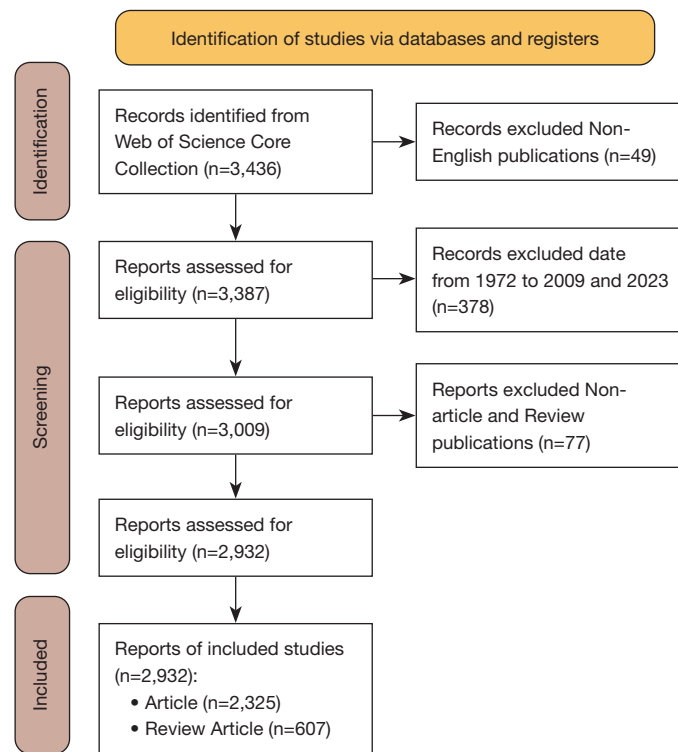 Identification of studies via databases and registers
Identification
Records identified from
Web of Science Core
Collection (n=3,436)
Records excluded Non-
English publications (n=49)
Screening
Reports assessed for
eligibility (n=3,387)
Records excluded date
from 1972 to 2009 and 2023
(n=378)
Reports assessed for
eligibility (n=3,009)
Reports excluded Non-
article and Review
publications (n=77)
Reports assessed for
eligibility (n=2,932)
Included
Reports of included studies
(n=2,932):
• Article (n=2,325)
• Review Article (n=607)